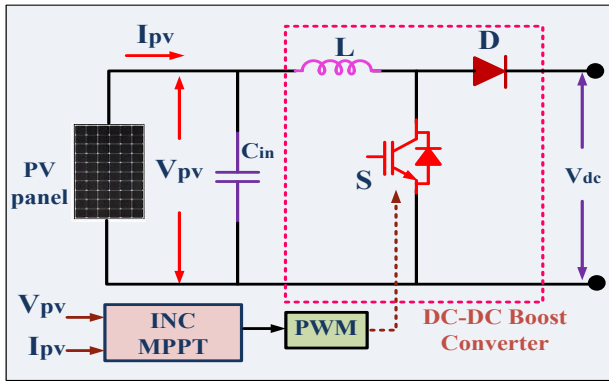 Ipv
L
D
PV
panel
Vpv
Cin
S
Vdc
Vpv
Ipv
INC
MPPT
PWM
DC-DC Boost
Converter